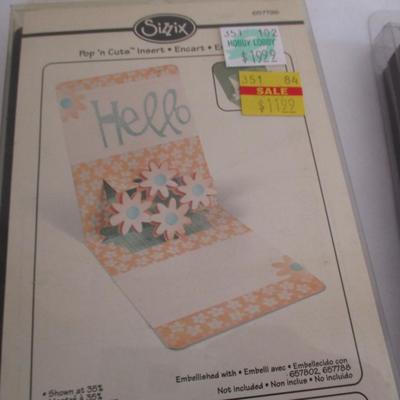 Sizzix
657786
Pop 'n Cuts™ Insert • Encart •
351 102
HOBBY LOBBY
$19.99
351 84
SALE
$11.99
Hello
Embellished with • Embelli avec • Embellecido con
657802, 657788
Not included • Non inclus • No incluido
• Shown at 35%